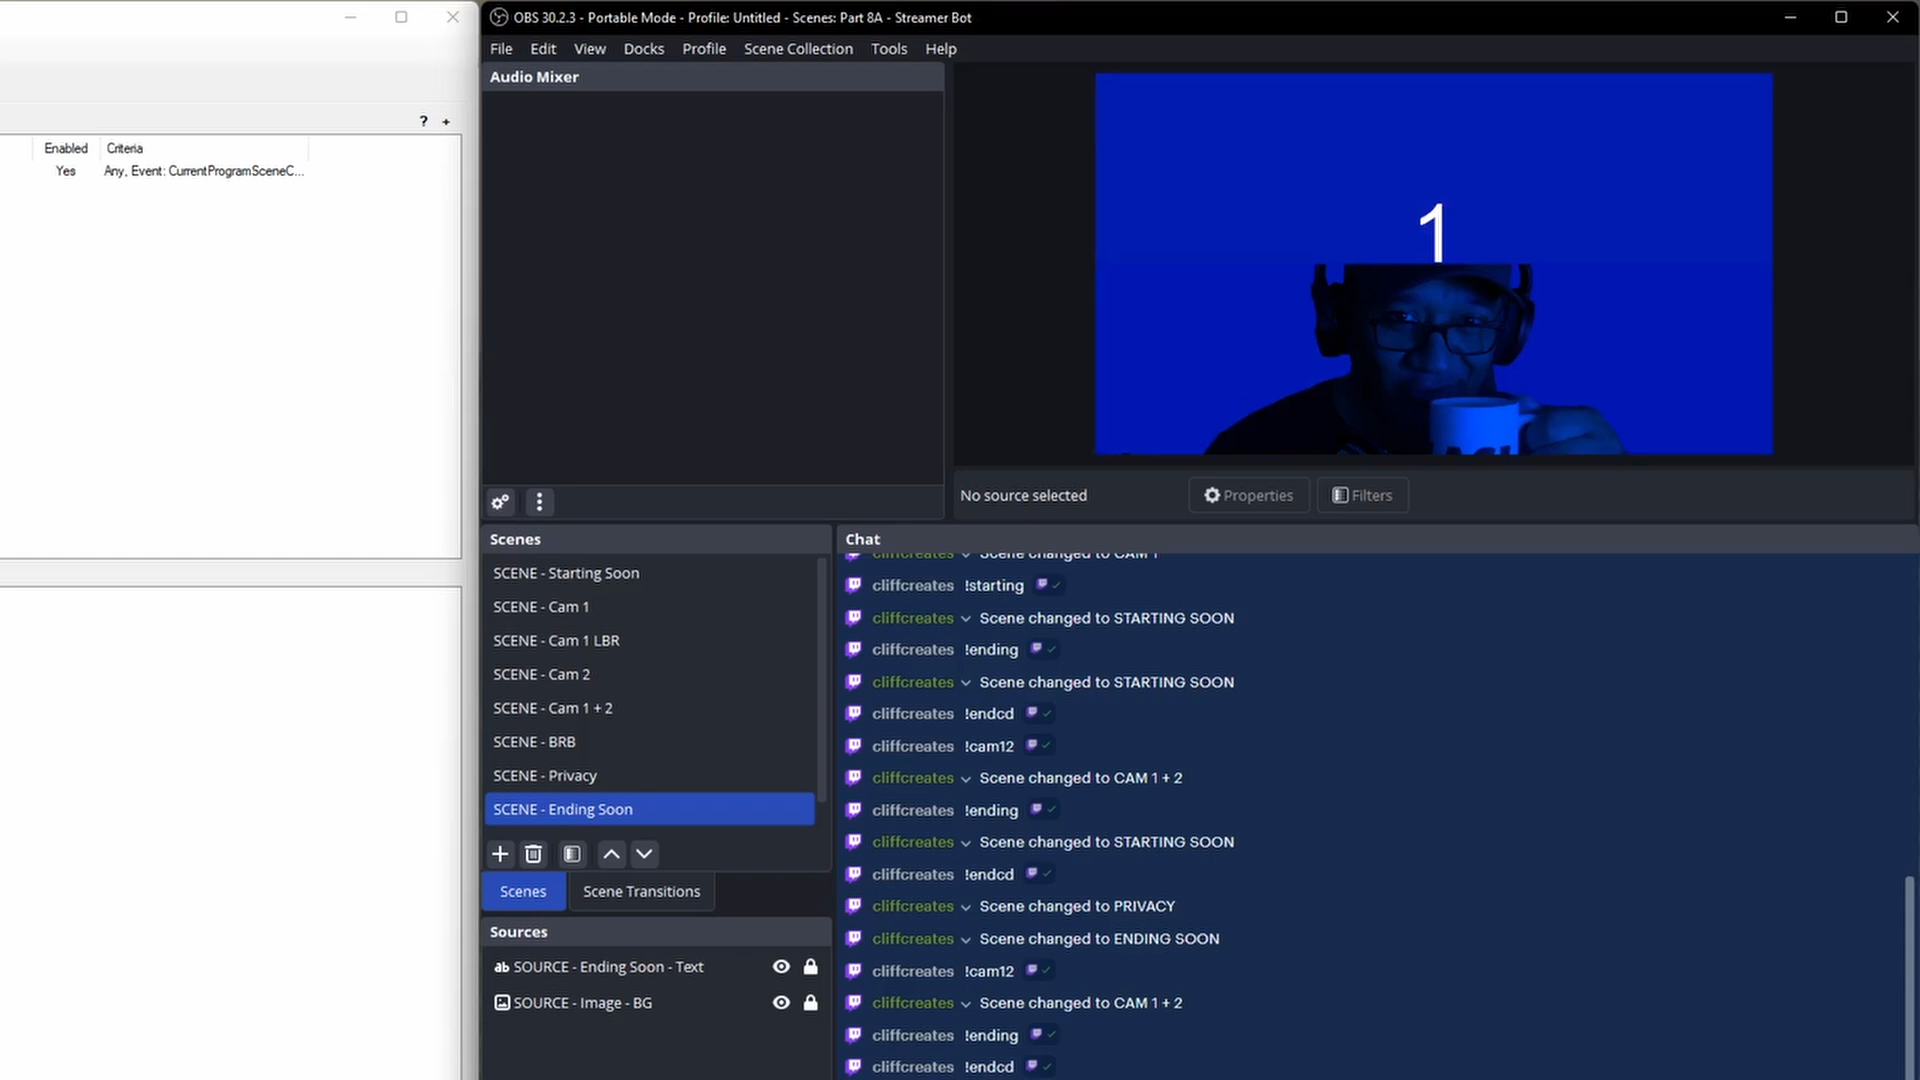 OBS 30.2.3 - Portable Mode - Profile: Untitled - Scenes: Part 8A - Streamer Bot
File Edit View Docks Profile Scene Collection Tools Help
Audio Mixer
? +
Enabled Criteria
Yes Any, Event: CurrentProgramSceneC...
1
No source selected Properties Filters
Scenes
SCENE - Starting Soon
SCENE - Cam 1
SCENE - Cam 1 LBR
SCENE - Cam 2
SCENE - Cam 1 + 2
SCENE - BRB
SCENE - Privacy
SCENE - Ending Soon
Scenes Scene Transitions
Sources
ab SOURCE - Ending Soon - Text
SOURCE - Image - BG
Chat
cliffcreates Scene changed to CAM 1
cliffcreates !starting
cliffcreates Scene changed to STARTING SOON
cliffcreates !ending
cliffcreates Scene changed to STARTING SOON
cliffcreates !endcd
cliffcreates !cam12
cliffcreates Scene changed to CAM 1 + 2
cliffcreates !ending
cliffcreates Scene changed to STARTING SOON
cliffcreates !endcd
cliffcreates Scene changed to PRIVACY
cliffcreates Scene changed to ENDING SOON
cliffcreates !cam12
cliffcreates Scene changed to CAM 1 + 2
cliffcreates !ending
cliffcreates !endcd